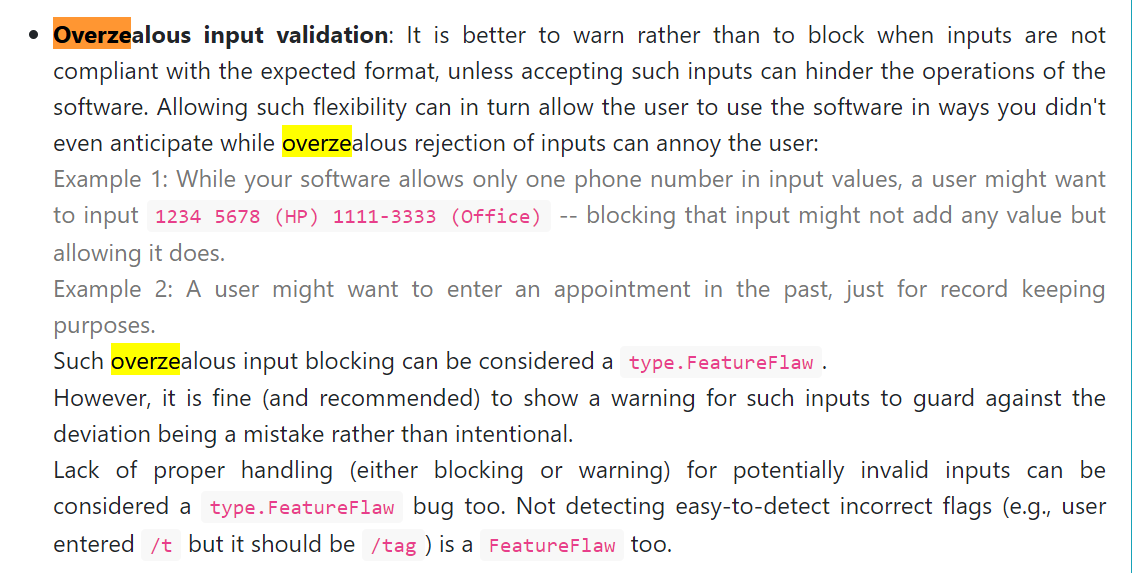 Overzealous input validation: It is better to warn rather than to block when inputs are not
compliant with the expected format, unless accepting such inputs can hinder the operations of the
software. Allowing such flexibility can in turn allow the user to use the software in ways you didn't
even anticipate while overzealous rejection of inputs can annoy the user:
Example 1: While your software allows only one phone number in input values, a user might want
to input 1234 5678 (HP) 1111-3333 (Office) -- blocking that input might not add any value but
allowing it does.
Example 2: A user might want to enter an appointment in the past, just for record keeping
purposes.
Such overzealous input blocking can be considered a type.FeatureFlaw.
However, it is fine (and recommended) to show a warning for such inputs to guard against the
deviation being a mistake rather than intentional.
Lack of proper handling (either blocking or warning) for potentially invalid inputs can be
considered a type.FeatureFlaw bug too. Not detecting easy-to-detect incorrect flags (e.g., user
entered /t but it should be /tag) is a FeatureFlaw too.